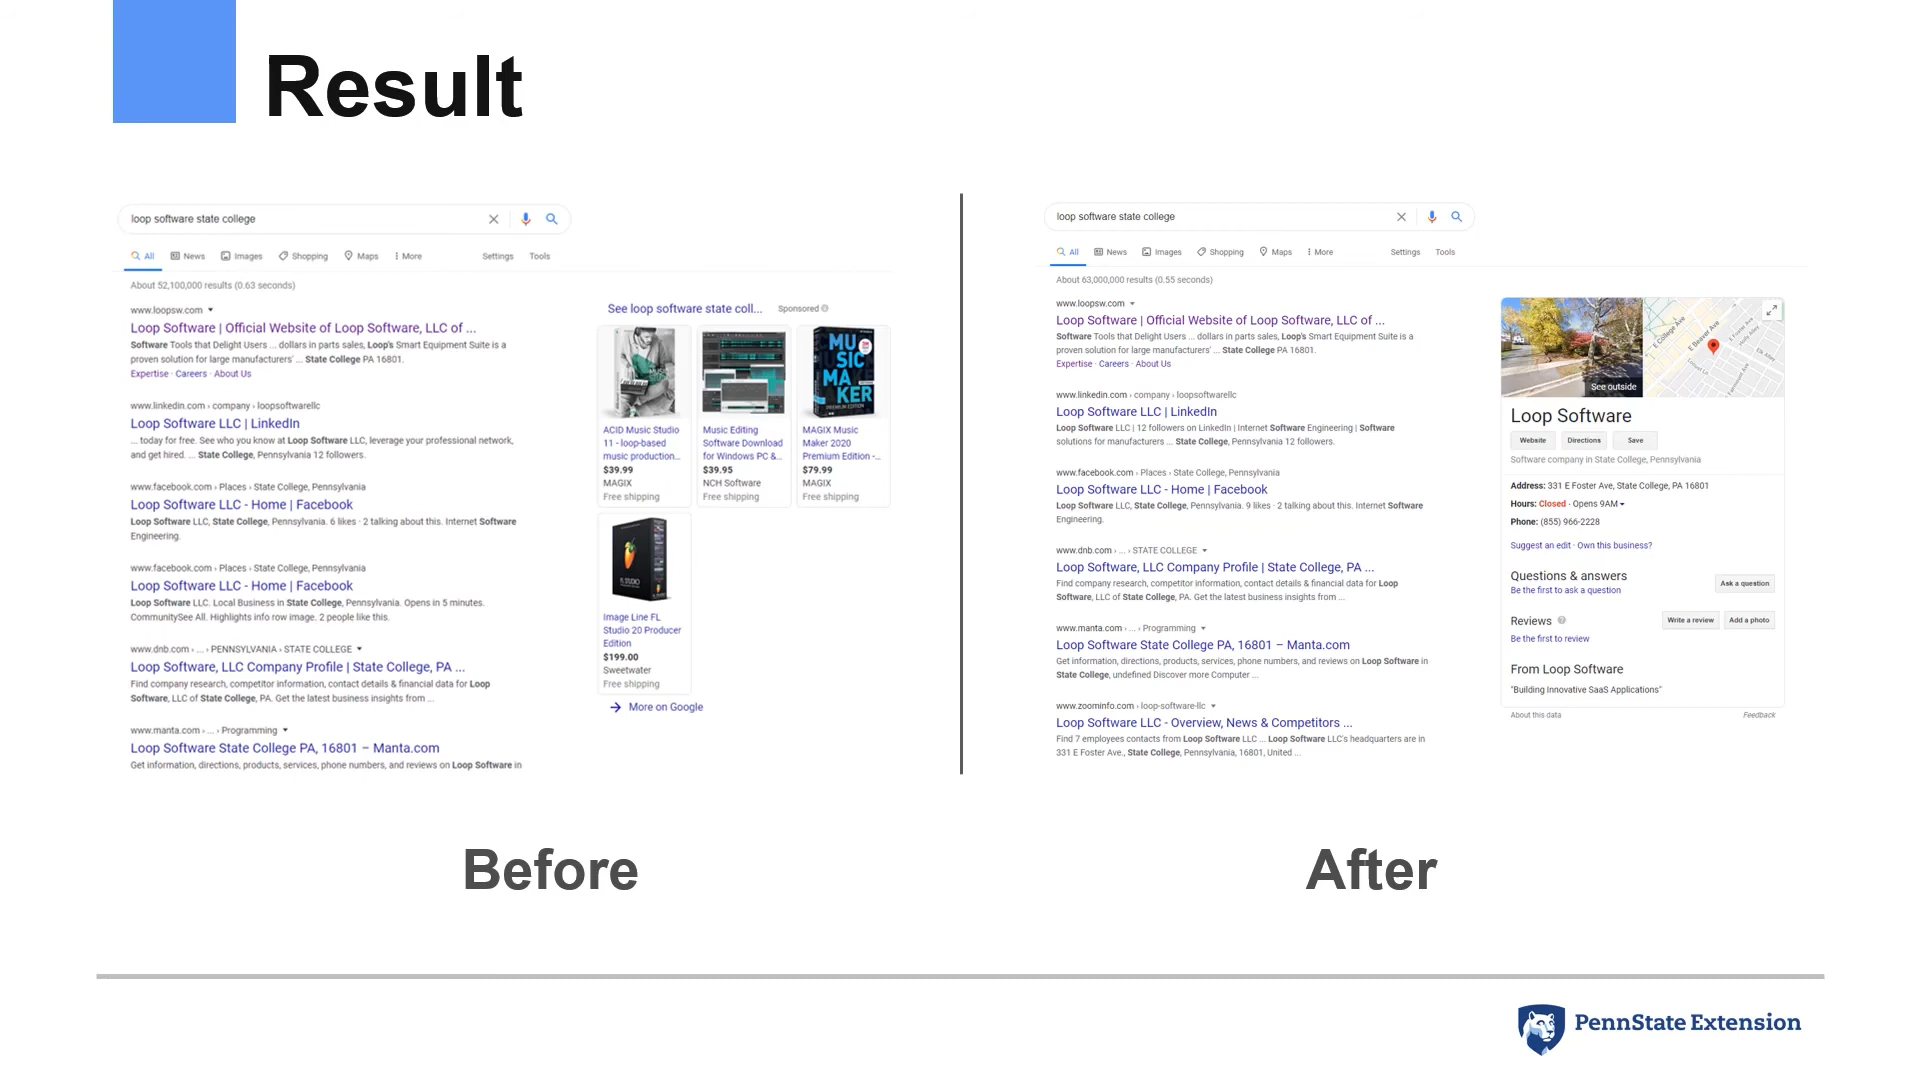 Result
loop software state college
All News Images Shopping Maps More Settings Tools
About 52,100,000 results (0.63 seconds)
www.loopsw.com
Loop Software | Official Website of Loop Software, LLC of ...
Software Tools that Delight Users ... dollars in parts sales, Loop's Smart Equipment Suite is a
proven solution for large manufacturers' ... State College PA 16801.
Expertise · Careers · About Us
www.linkedin.com › company › loopsoftwarellc
Loop Software LLC | LinkedIn
... today for free. See who you know at Loop Software LLC, leverage your professional network,
and get hired. ... State College, Pennsylvania 12 followers.
www.facebook.com › Places › State College, Pennsylvania
Loop Software LLC - Home | Facebook
Loop Software LLC, State College, Pennsylvania. 6 likes · 2 talking about this. Internet Software
Engineering.
www.facebook.com › Places › State College, Pennsylvania
Loop Software LLC - Home | Facebook
Loop Software LLC. Local Business in State College, Pennsylvania. Opens in 5 minutes.
CommunitySee All. Highlights info row image. 2 people like this.
www.dnb.com › ... › PENNSYLVANIA › STATE COLLEGE
Loop Software, LLC Company Profile | State College, PA ...
Find company research, competitor information, contact details & financial data for Loop
Software, LLC of State College, PA. Get the latest business insights from ...
www.manta.com › ... › Programming
Loop Software State College PA, 16801 – Manta.com
Get information, directions, products, services, phone numbers, and reviews on Loop Software in
See loop software state coll... Sponsored
MUSIC MAKER
PREMIUM EDITION
ACID Music Studio
11 - loop-based
music production...
$39.99
MAGIX
Free shipping
Music Editing
Software Download
for Windows PC &...
$39.95
NCH Software
Free shipping
MAGIX Music
Maker 2020
Premium Edition -...
$79.99
MAGIX
Free shipping
FL STUDIO
Image Line FL
Studio 20 Producer
Edition
$199.00
Sweetwater
Free shipping
More on Google
Before
loop software state college
All News Images Shopping Maps More Settings Tools
About 63,000,000 results (0.55 seconds)
www.loopsw.com
Loop Software | Official Website of Loop Software, LLC of ...
Software Tools that Delight Users ... dollars in parts sales, Loop's Smart Equipment Suite is a
proven solution for large manufacturers' ... State College PA 16801.
Expertise · Careers · About Us
www.linkedin.com › company › loopsoftwarellc
Loop Software LLC | LinkedIn
Loop Software LLC | 12 followers on LinkedIn | Internet Software Engineering | Software
solutions for manufacturers ... State College, Pennsylvania 12 followers.
www.facebook.com › Places › State College, Pennsylvania
Loop Software LLC - Home | Facebook
Loop Software LLC, State College, Pennsylvania. 9 likes · 2 talking about this. Internet Software
Engineering.
www.dnb.com › ... › STATE COLLEGE
Loop Software, LLC Company Profile | State College, PA ...
Find company research, competitor information, contact details & financial data for Loop
Software, LLC of State College, PA. Get the latest business insights from ...
www.manta.com › ... › Programming
Loop Software State College PA, 16801 – Manta.com
Get information, directions, products, services, phone numbers, and reviews on Loop Software in
State College, undefined Discover more Computer ...
www.zoominfo.com › loop-software-llc
Loop Software LLC - Overview, News & Competitors ...
Find 7 employees contacts from Loop Software LLC ... Loop Software LLC's headquarters are in
331 E Foster Ave., State College, Pennsylvania, 16801, United ...
See outside
E College Ave
E Beaver Ave
Locust Ln
Loop Software
Website Directions Save
Software company in State College, Pennsylvania
Address: 331 E Foster Ave, State College, PA 16801
Hours: Closed · Opens 9AM
Phone: (855) 966-2228
Suggest an edit · Own this business?
Questions & answers
Be the first to ask a question
Ask a question
Reviews
Write a review Add a photo
Be the first to review
From Loop Software
"Building Innovative SaaS Applications"
About this data Feedback
After
PennState Extension